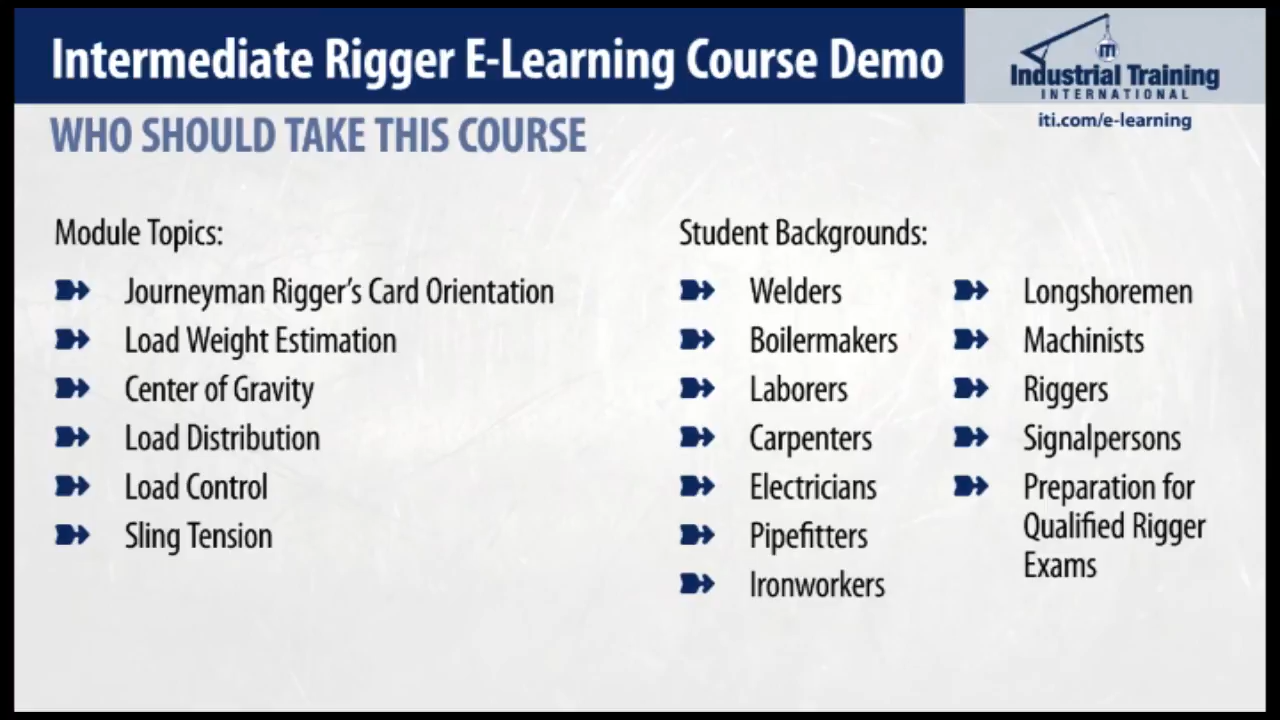 Intermediate Rigger E-Learning Course Demo
iti
Industrial Training
INTERNATIONAL
iti.com/e-learning
WHO SHOULD TAKE THIS COURSE
Module Topics:
Journeyman Rigger's Card Orientation
Load Weight Estimation
Center of Gravity
Load Distribution
Load Control
Sling Tension
Student Backgrounds:
Welders
Boilermakers
Laborers
Carpenters
Electricians
Pipefitters
Ironworkers
Longshoremen
Machinists
Riggers
Signalpersons
Preparation for
Qualified Rigger
Exams